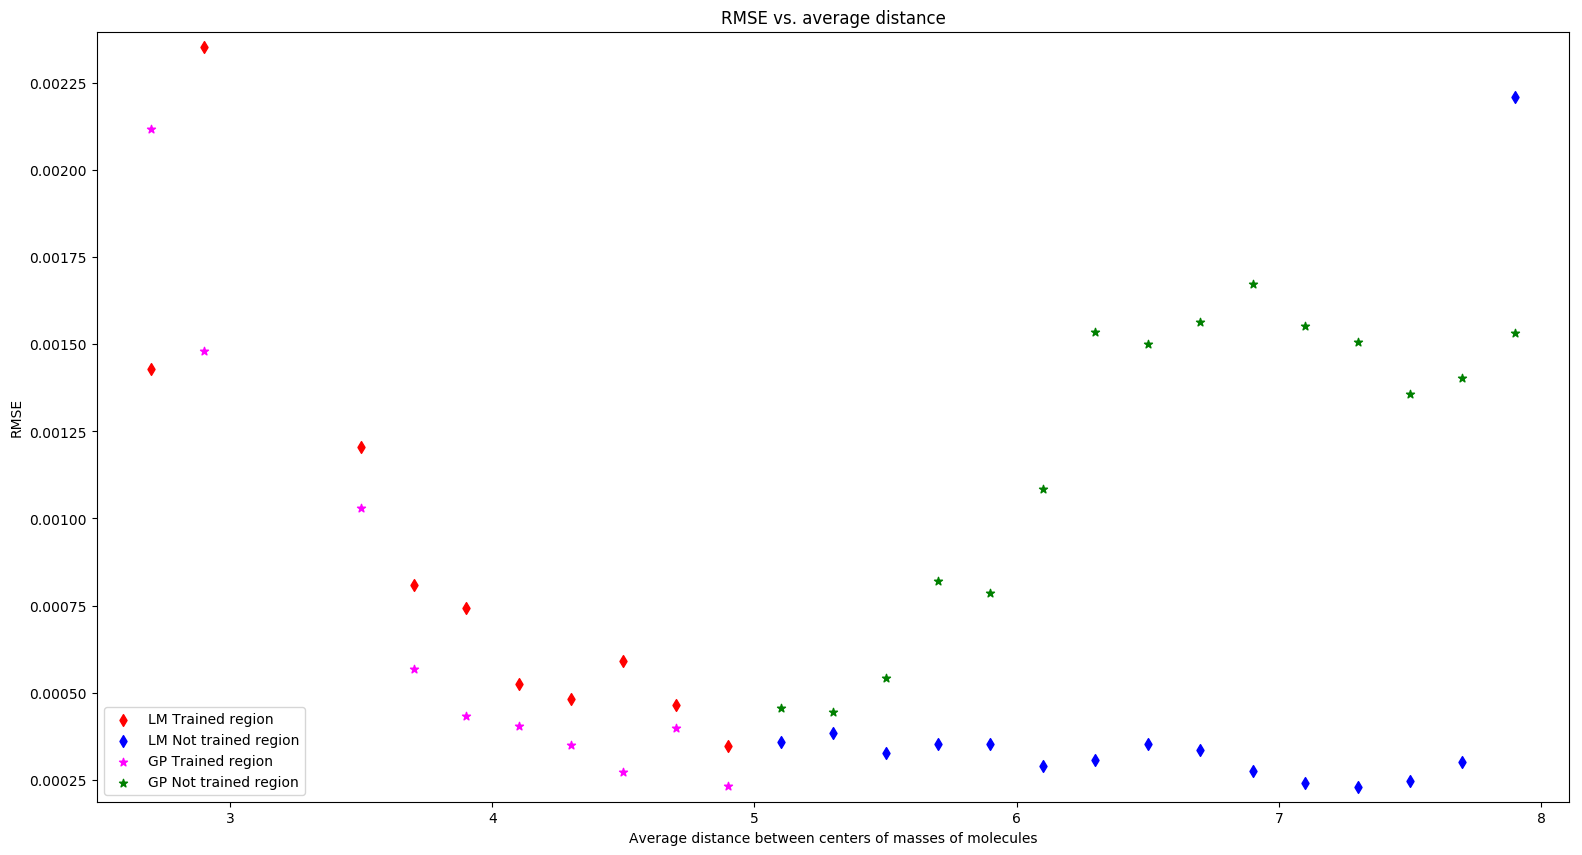 RMSE vs. average distance
RMSE
0.00225
0.00200
0.00175
0.00150
0.00125
0.00100
0.00075
0.00050
0.00025
LM Trained region
LM Not trained region
GP Trained region
GP Not trained region
3 4 5 6 7 8
Average distance between centers of masses of molecules